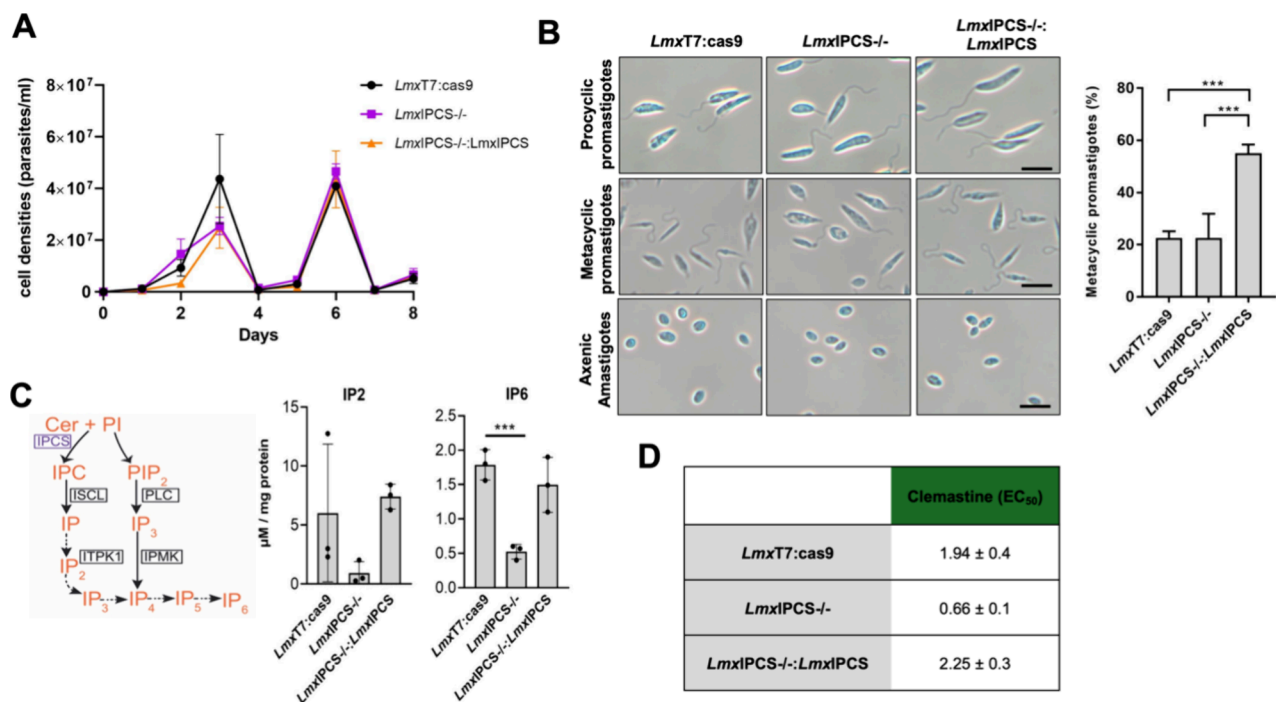 A
cell densities (parasites/ml)
8×10⁷
6×10⁷
4×10⁷
2×10⁷
0
0
2
4
6
8
Days
LmxT7:cas9
LmxIPCS-/-
LmxIPCS-/-:LmxIPCS
B
LmxT7:cas9
LmxIPCS-/-
LmxIPCS-/-:
LmxIPCS
Procyclic
promastigotes
Metacyclic
promastigotes
Axenic
Amastigotes
Metacyclic promastigotes (%)
80
60
40
20
0
***
***
LmxT7:cas9
LmxIPCS-/-
LmxIPCS-/-:LmxIPCS
C
Cer + PI
IPCS
IPC
PIP₂
ISCL
PLC
IP
IP₃
ITPK1
IPMK
IP₂
IP₃
IP₄
IP₅
IP₆
IP2
µM / mg protein
15
10
5
0
LmxT7:cas9
LmxIPCS-/-
LmxIPCS-/-:LmxIPCS
IP6
2.5
2.0
1.5
1.0
0.5
0.0
***
LmxT7:cas9
LmxIPCS-/-
LmxIPCS-/-:LmxIPCS
D
Clemastine (EC₅₀)
LmxT7:cas9
1.94 ± 0.4
LmxIPCS-/-
0.66 ± 0.1
LmxIPCS-/-:LmxIPCS
2.25 ± 0.3